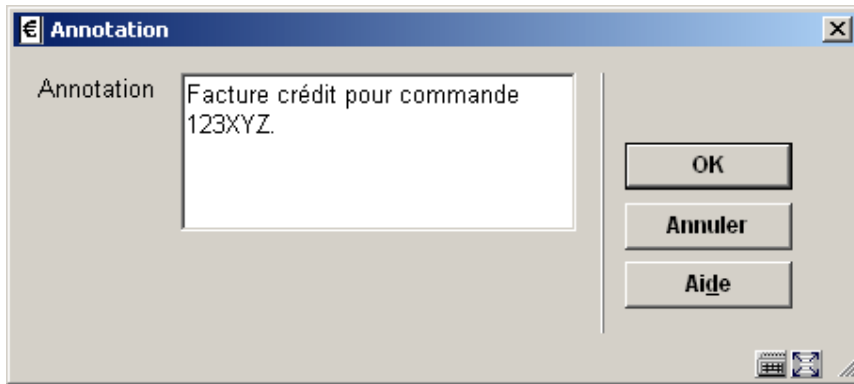 € Annotation
Annotation
Facture crédit pour commande
123XYZ.
OK
Annuler
Aide